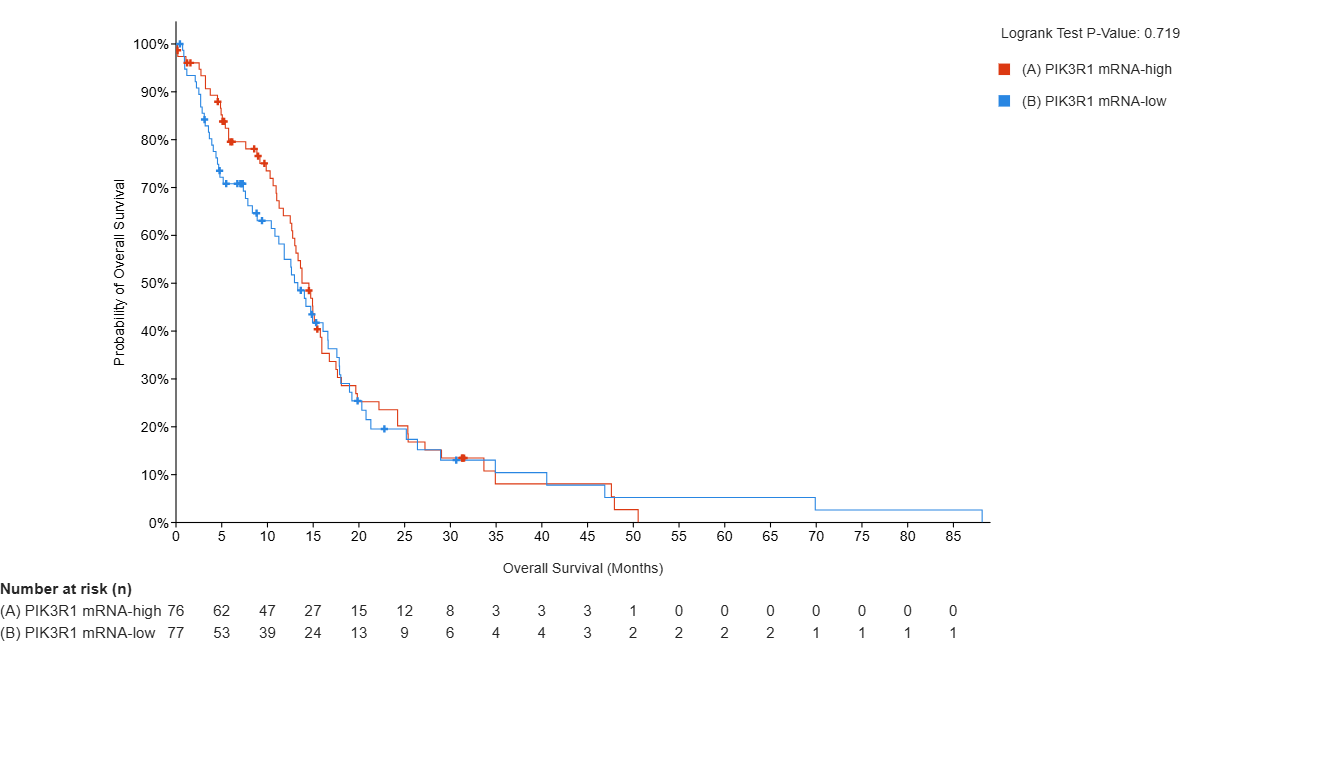 Logrank Test P-Value: 0.719
(A) PIK3R1 mRNA-high
(B) PIK3R1 mRNA-low
Probability of Overall Survival
100%
90%
80%
70%
60%
50%
40%
30%
20%
10%
0%
0 5 10 15 20 25 30 35 40 45 50 55 60 65 70 75 80 85
Overall Survival (Months)
Number at risk (n)
(A) PIK3R1 mRNA-high 76 62 47 27 15 12 8 3 3 3 1 0 0 0 0 0 0 0
(B) PIK3R1 mRNA-low 77 53 39 24 13 9 6 4 4 3 2 2 2 2 1 1 1 1